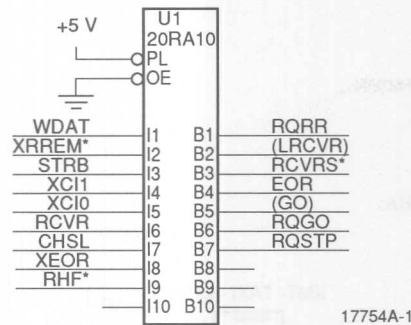 U1
+5 V
20RA10
PL
OE
WDAT I1 B1 RQRR
XRREM* I2 B2 (LRCVR)
STRB I3 B3 RCVRS*
XCI1 I4 B4 EOR
XCI0 I5 B5 (GO)
RCVR I6 B6 RQGO
CHSL I7 B7 RQSTP
XEOR I8 B8
RHF* I9 B9
I10 B10
17754A-1